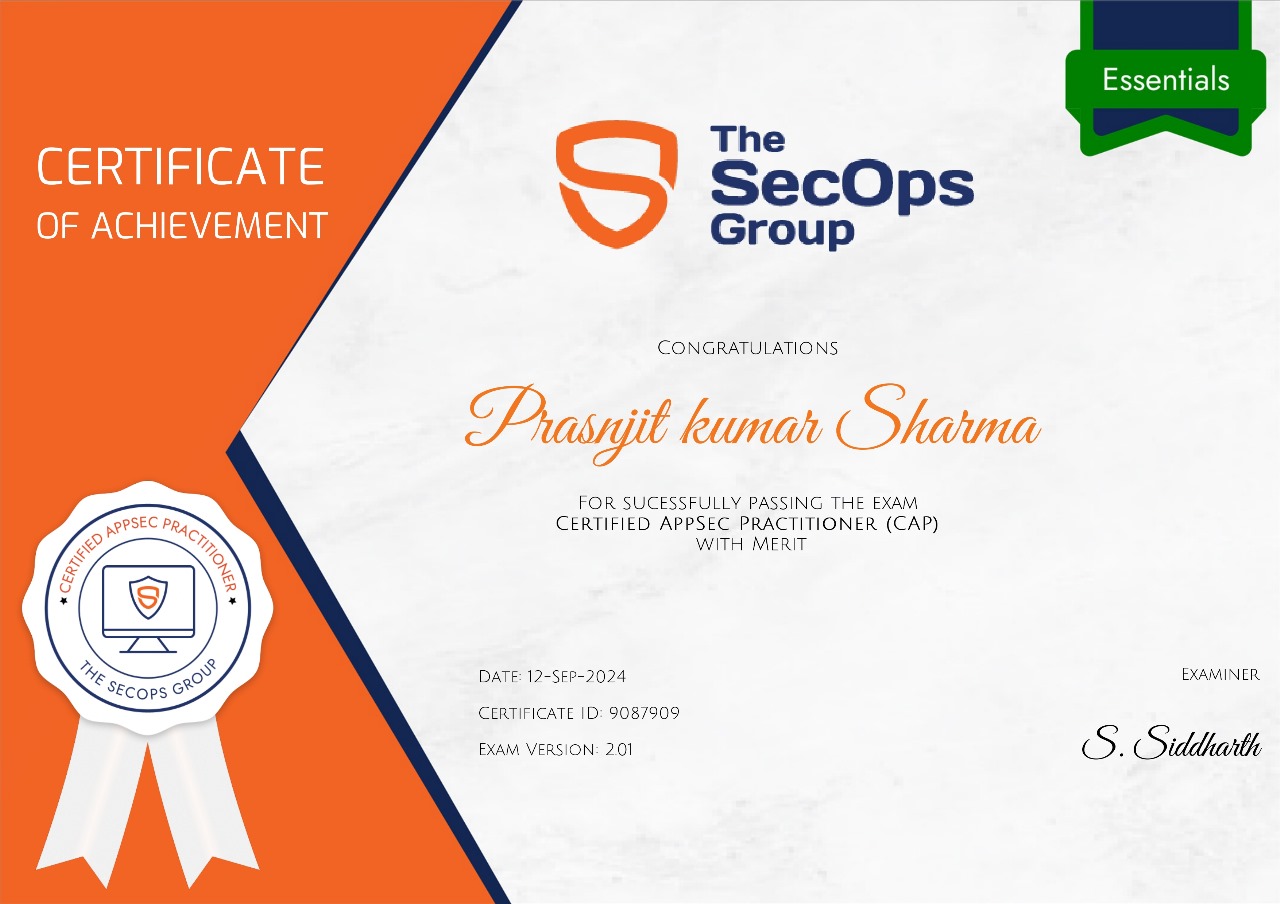 Essentials
CERTIFICATE
OF ACHIEVEMENT
The
SecOps
Group
Congratulations
Prasnjit kumar Sharma
For sucessfully passing the exam
Certified AppSec Practitioner (CAP)
with Merit
CERTIFIED APPSEC PRACTITIONER
THE SECOPS GROUP
Date: 12-Sep-2024
Certificate ID: 9087909
Exam Version: 2.01
Examiner
S. Siddharth